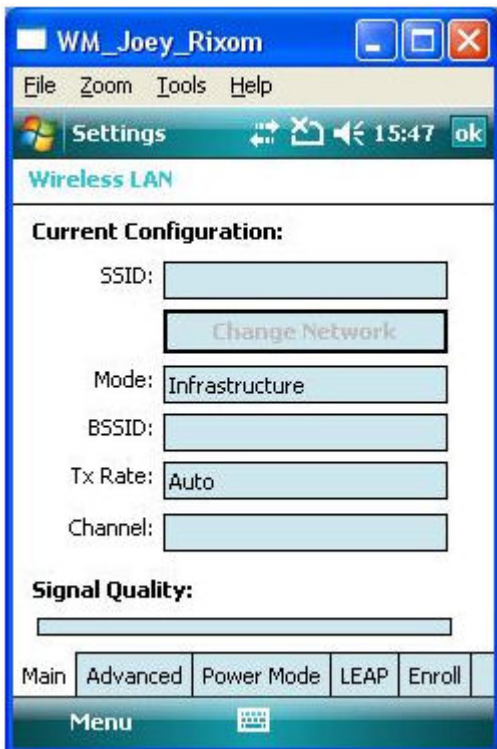 WM_Joey_Rixom
File Zoom Tools Help
Settings 15:47 ok
Wireless LAN
Current Configuration:
SSID:
Change Network
Mode: Infrastructure
BSSID:
Tx Rate: Auto
Channel:
Signal Quality:
Main Advanced Power Mode LEAP Enroll
Menu